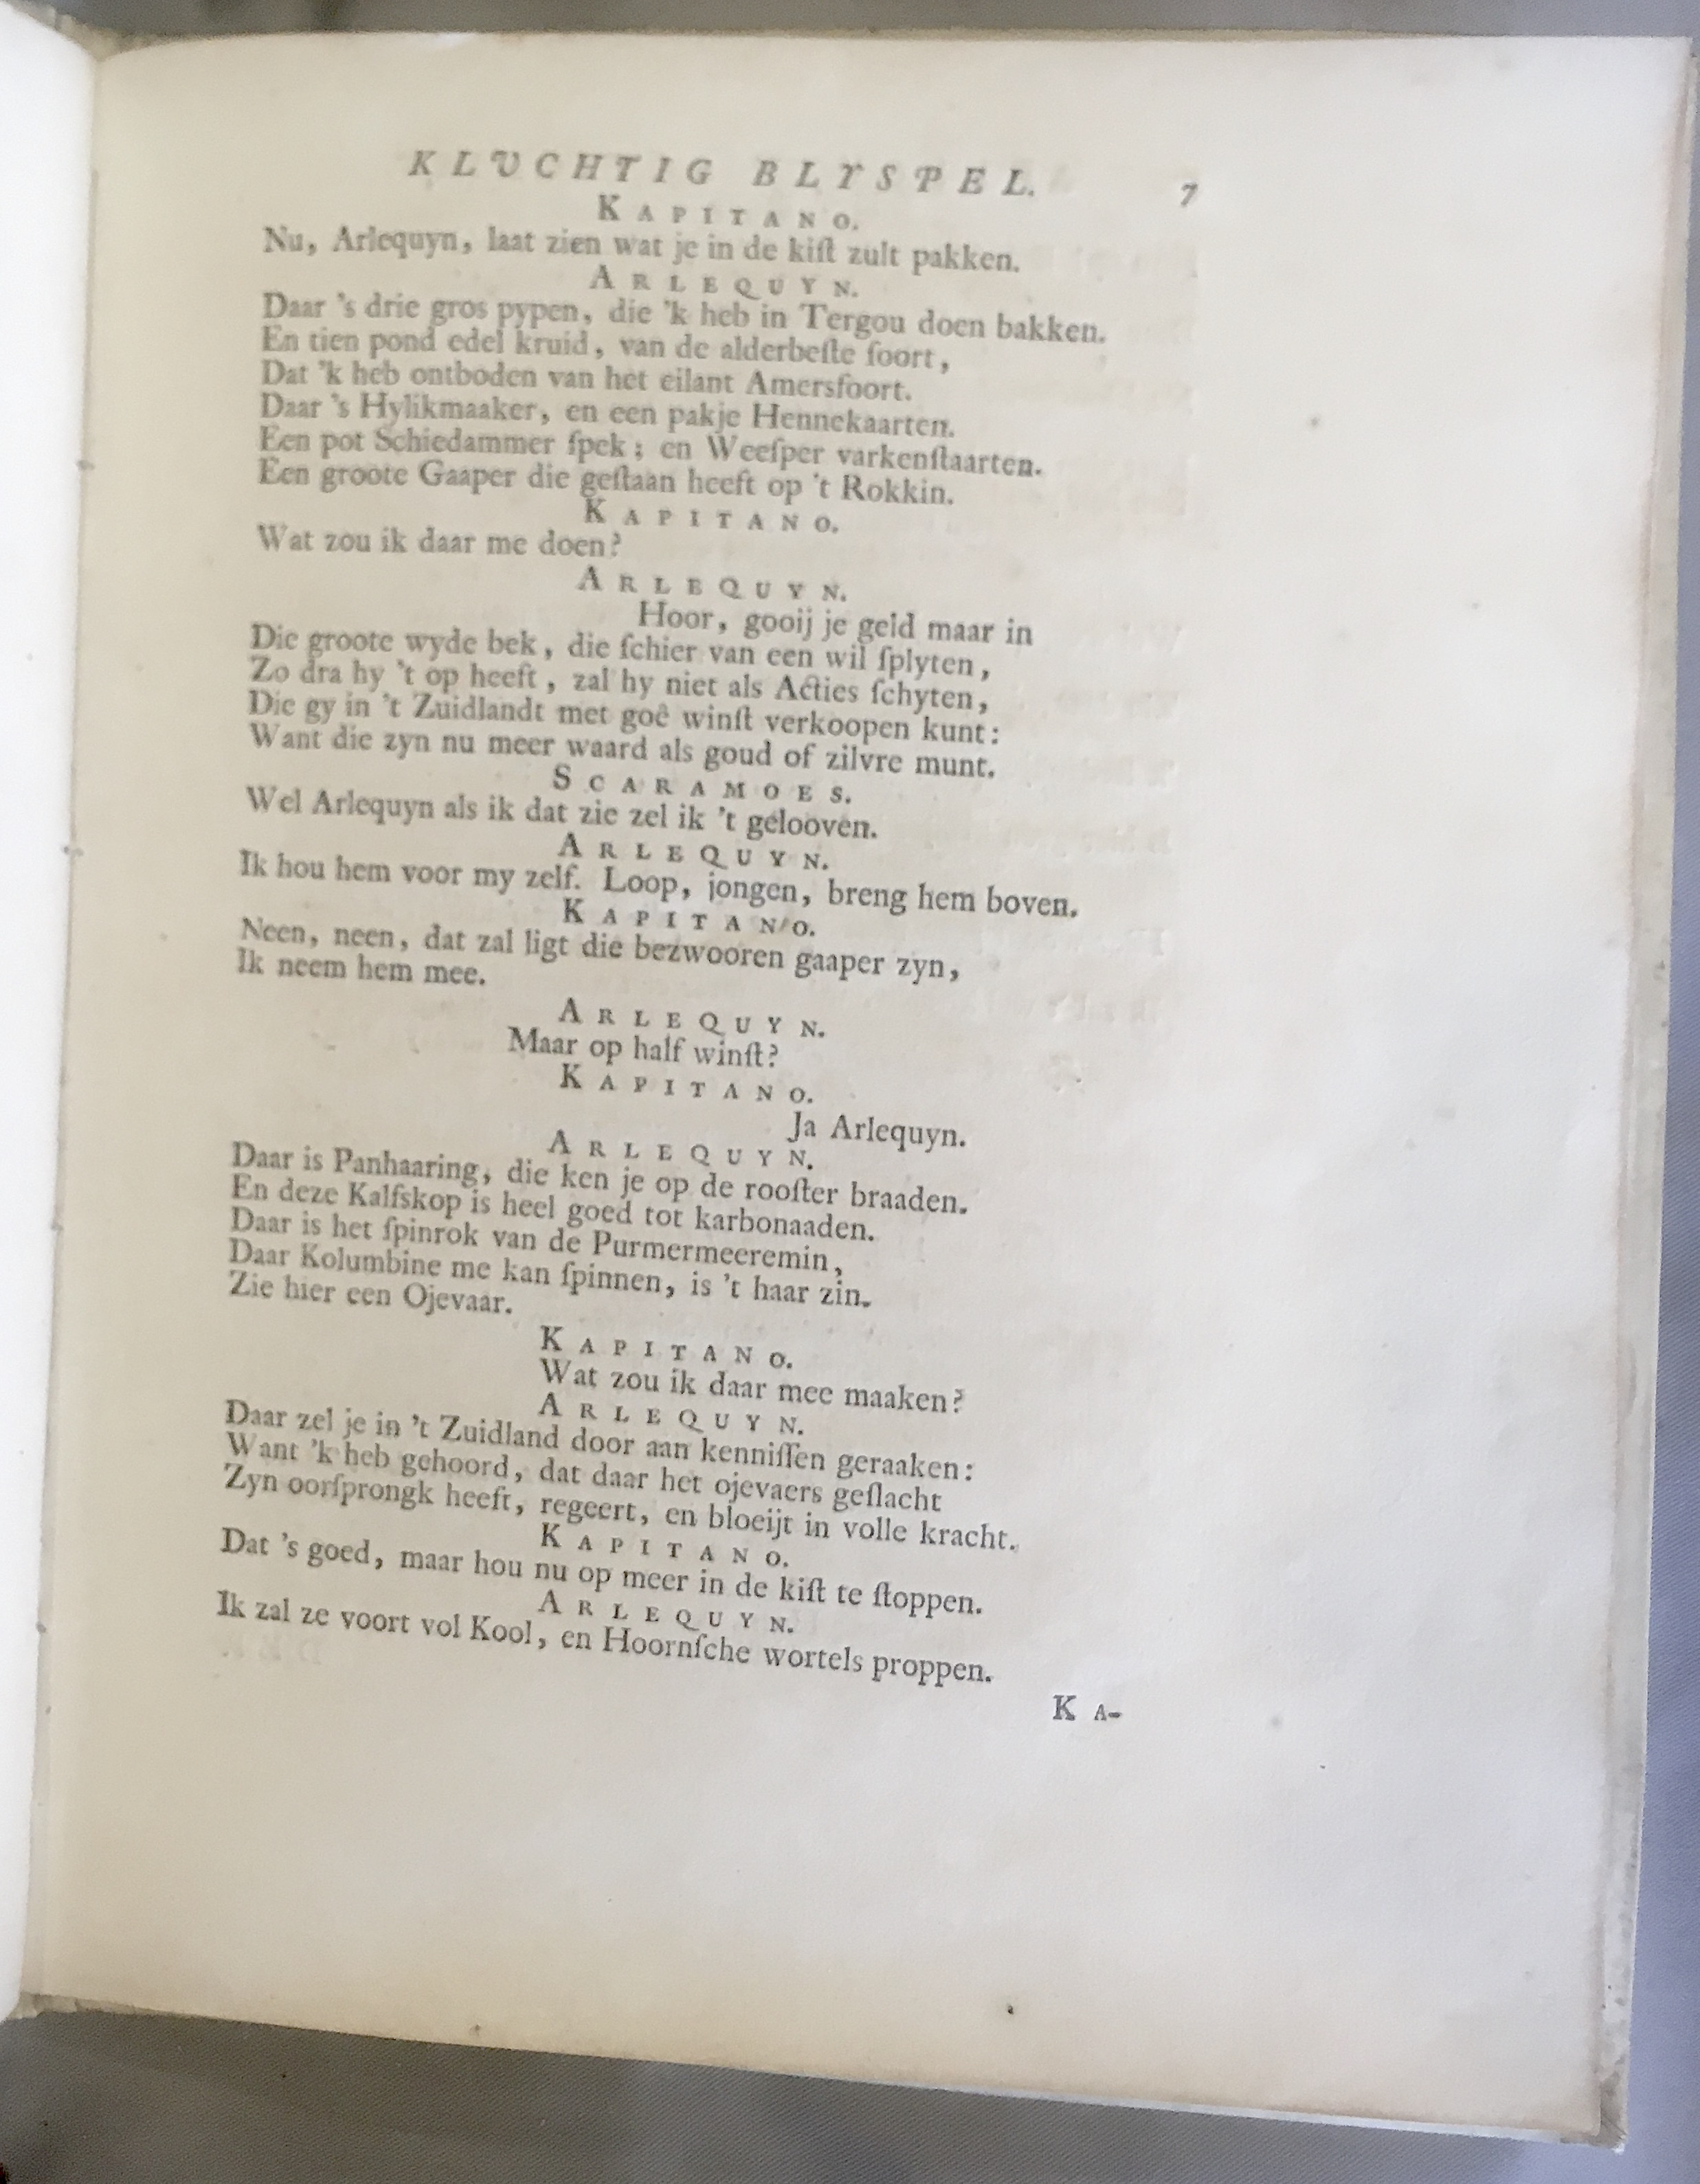 KLUCHTIG BLYSPEL. 7
KAPITANO.
Nu, Arlequyn, laat zien wat je in de kiſt zult pakken.
ARLEQUYN.
Daar 's drie gros pypen, die 'k heb in Tergou doen bakken.
En tien pond edel kruid, van de alderbeſte ſoort,
Dat 'k heb ontboden van het eilant Amersfoort.
Daar 's Hylikmaaker, en een pakje Hennekaarten.
Een pot Schiedammer ſpek; en Weeſper varkenſtaarten.
Een groote Gaaper die geſtaan heeft op 't Rokkin.
KAPITANO.
Wat zou ik daar me doen?
ARLEQUYN.
Hoor, gooij je geld maar in
Die groote wyde bek, die ſchier van een wil ſplyten,
Zo dra hy 't op heeft, zal hy niet als Acties ſchyten,
Die gy in 't Zuidlandt met goê winſt verkoopen kunt:
Want die zyn nu meer waard als goud of zilvre munt.
SCARAMOES.
Wel Arlequyn als ik dat zie zel ik 't gelooven.
ARLEQUYN.
Ik hou hem voor my zelf. Loop, jongen, breng hem boven.
KAPITANO.
Neen, neen, dat zal ligt die bezwooren gaaper zyn,
Ik neem hem mee.
ARLEQUYN.
Maar op half winſt?
KAPITANO.
Ja Arlequyn.
ARLEQUYN.
Daar is Panhaaring, die ken je op de rooſter braaden.
En deze Kalfskop is heel goed tot karbonaaden.
Daar is het ſpinrok van de Purmermeeremin,
Daar Kolumbine me kan ſpinnen, is 't haar zin.
Zie hier een Ojevaar.
KAPITANO.
Wat zou ik daar mee maaken?
ARLEQUYN.
Daar zel je in 't Zuidland door aan kenniſſen geraaken:
Want 'k heb gehoord, dat daar het ojevaers geſlacht
Zyn oorſprongk heeft, regeert, en bloeijt in volle kracht.
KAPITANO.
Dat 's goed, maar hou nu op meer in de kiſt te ſtoppen.
ARLEQUYN.
Ik zal ze voort vol Kool, en Hoornſche wortels proppen.
KA-